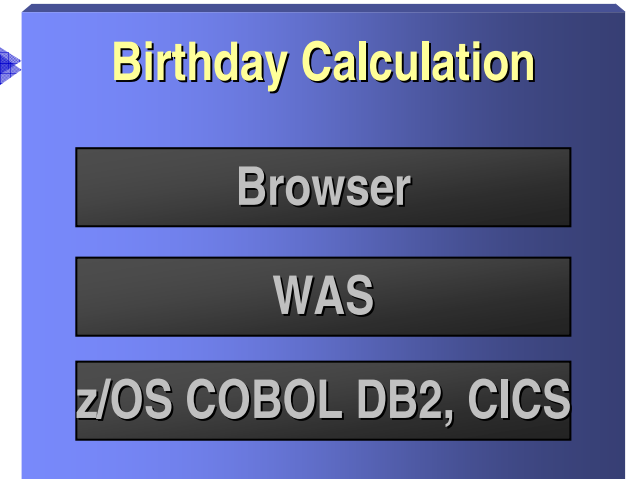 Birthday Calculation
Browser
WAS
z/OS COBOL DB2, CICS